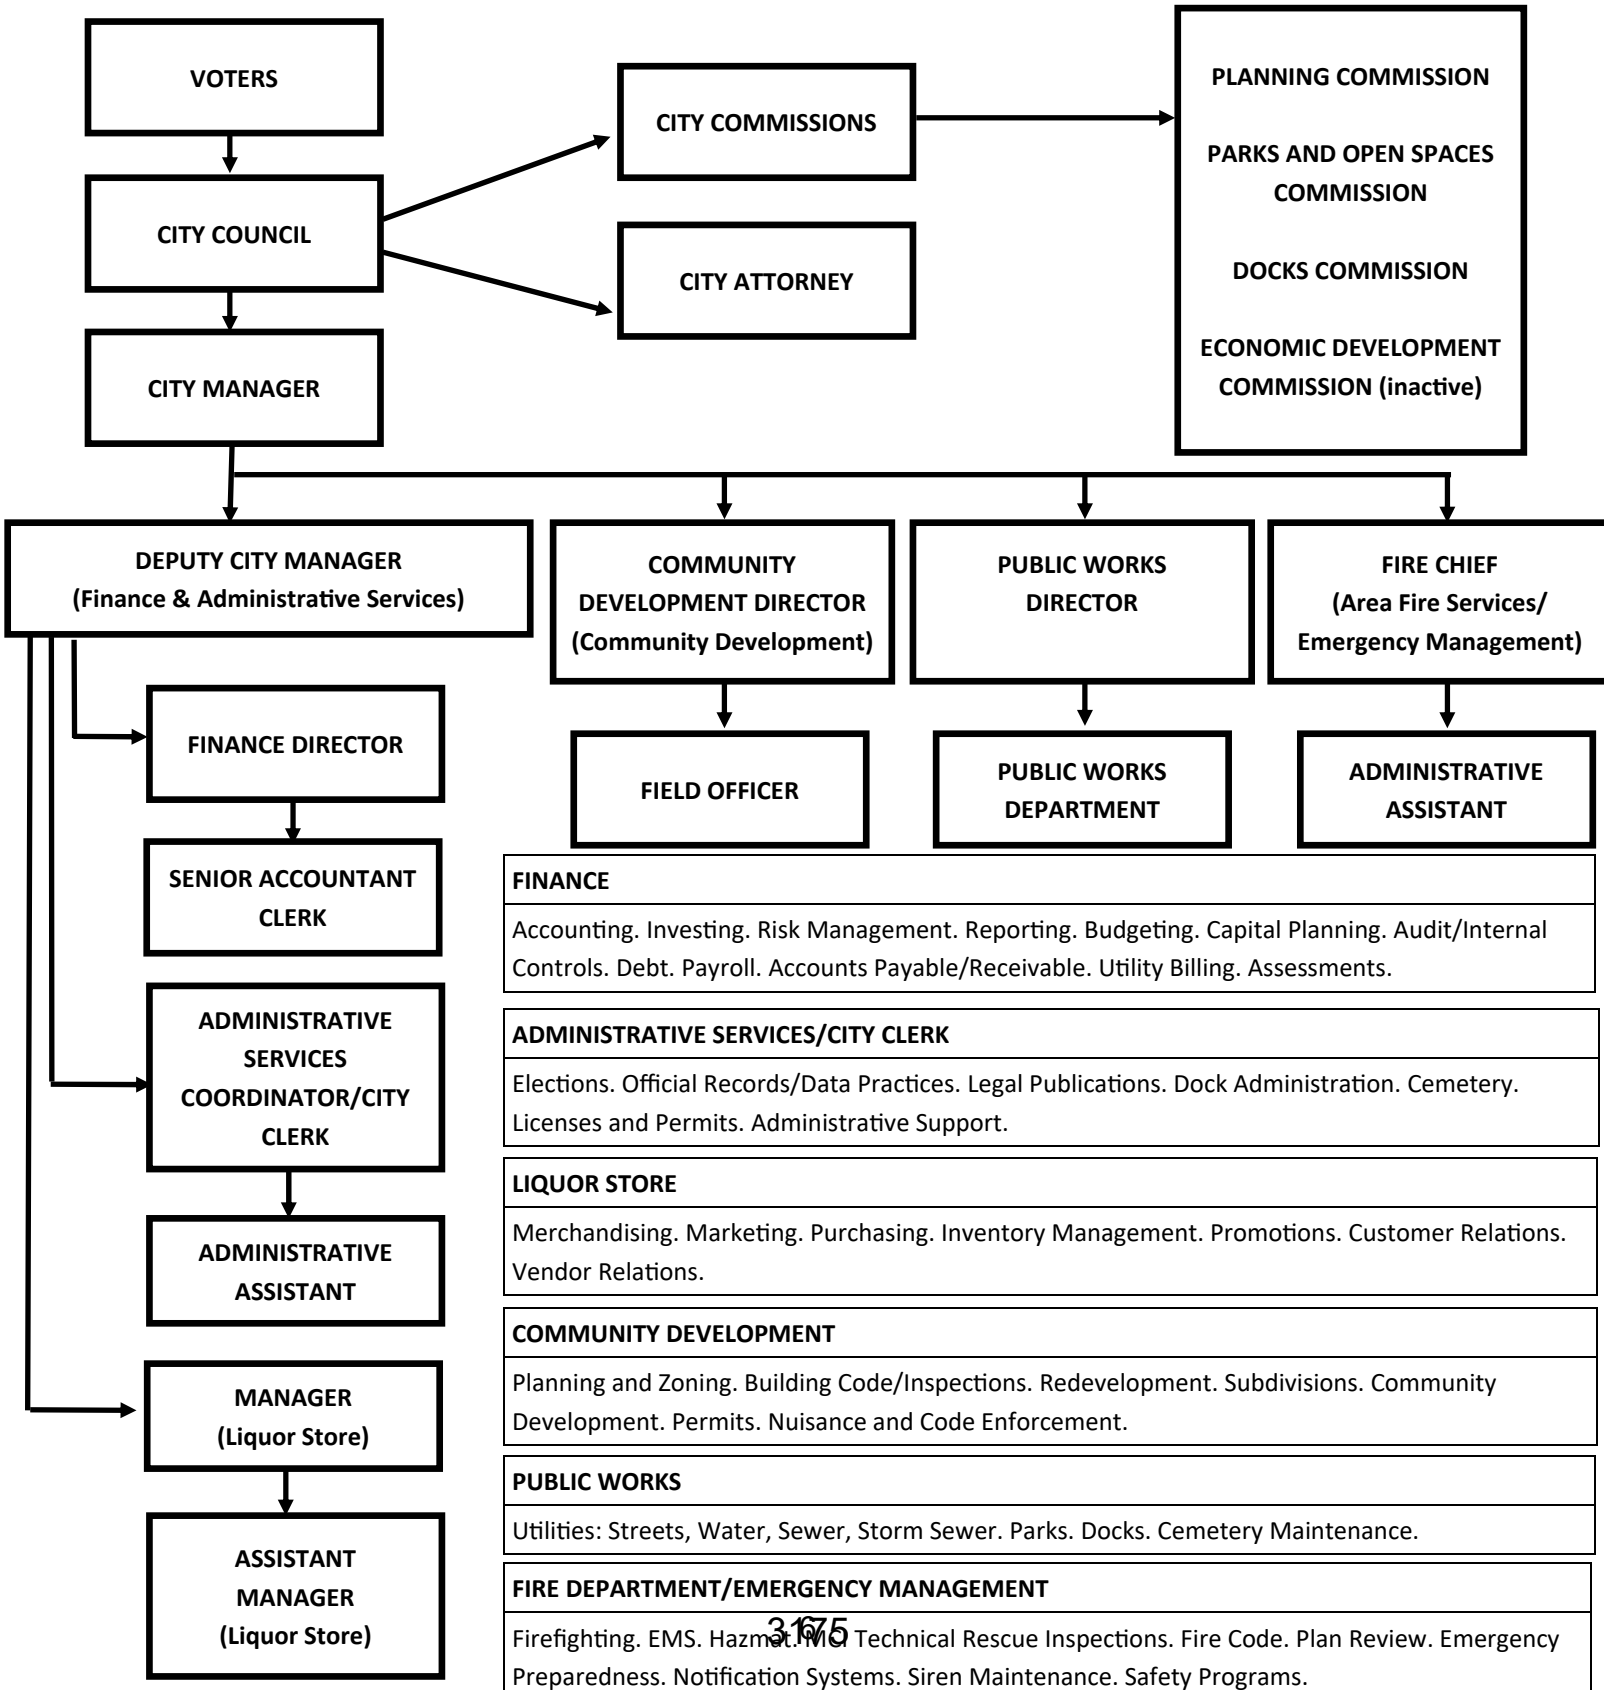 VOTERS
CITY COUNCIL
CITY MANAGER
CITY COMMISSIONS
CITY ATTORNEY
PLANNING COMMISSION
PARKS AND OPEN SPACES
COMMISSION
DOCKS COMMISSION
ECONOMIC DEVELOPMENT
COMMISSION (inactive)
DEPUTY CITY MANAGER
(Finance & Administrative Services)
COMMUNITY
DEVELOPMENT DIRECTOR
(Community Development)
PUBLIC WORKS
DIRECTOR
FIRE CHIEF
(Area Fire Services/
Emergency Management)
FINANCE DIRECTOR
SENIOR ACCOUNTANT
CLERK
ADMINISTRATIVE
SERVICES
COORDINATOR/CITY
CLERK
ADMINISTRATIVE
ASSISTANT
MANAGER
(Liquor Store)
ASSISTANT
MANAGER
(Liquor Store)
FIELD OFFICER
PUBLIC WORKS
DEPARTMENT
ADMINISTRATIVE
ASSISTANT
FINANCE
Accounting. Investing. Risk Management. Reporting. Budgeting. Capital Planning. Audit/Internal
Controls. Debt. Payroll. Accounts Payable/Receivable. Utility Billing. Assessments.
ADMINISTRATIVE SERVICES/CITY CLERK
Elections. Official Records/Data Practices. Legal Publications. Dock Administration. Cemetery.
Licenses and Permits. Administrative Support.
LIQUOR STORE
Merchandising. Marketing. Purchasing. Inventory Management. Promotions. Customer Relations.
Vendor Relations.
COMMUNITY DEVELOPMENT
Planning and Zoning. Building Code/Inspections. Redevelopment. Subdivisions. Community
Development. Permits. Nuisance and Code Enforcement.
PUBLIC WORKS
Utilities: Streets, Water, Sewer, Storm Sewer. Parks. Docks. Cemetery Maintenance.
FIRE DEPARTMENT/EMERGENCY MANAGEMENT
Firefighting. EMS. Hazmat. Technical Rescue Inspections. Fire Code. Plan Review. Emergency
Preparedness. Notification Systems. Siren Maintenance. Safety Programs.